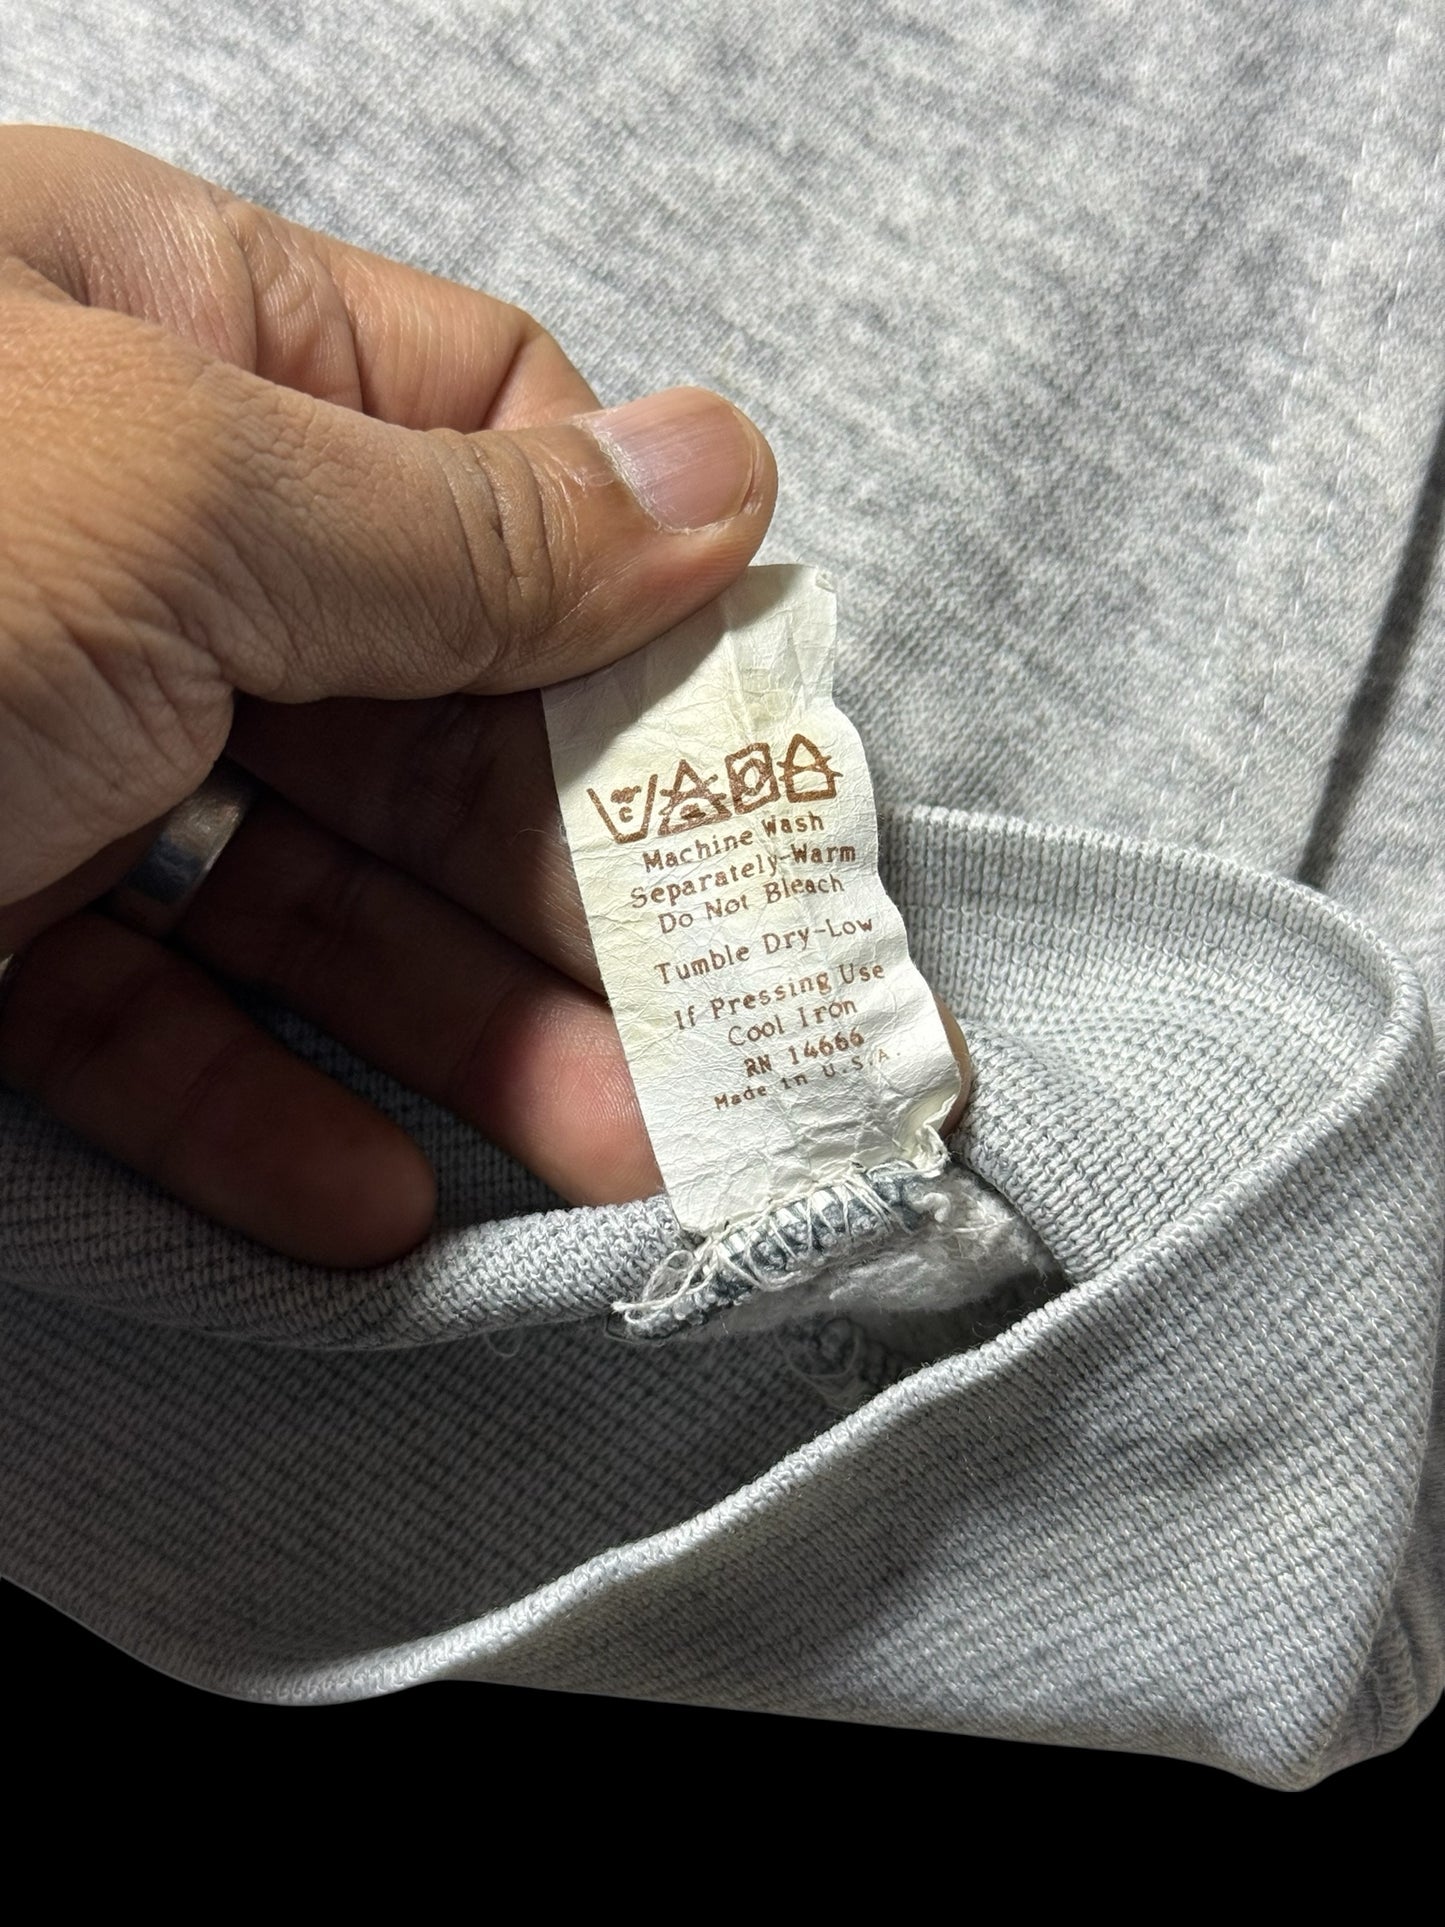 Machine Wash
Separately-Warm
Do Not Bleach
Tumble Dry-Low
If Pressing Use
Cool Iron
RN 14666
Made in U.S.A.